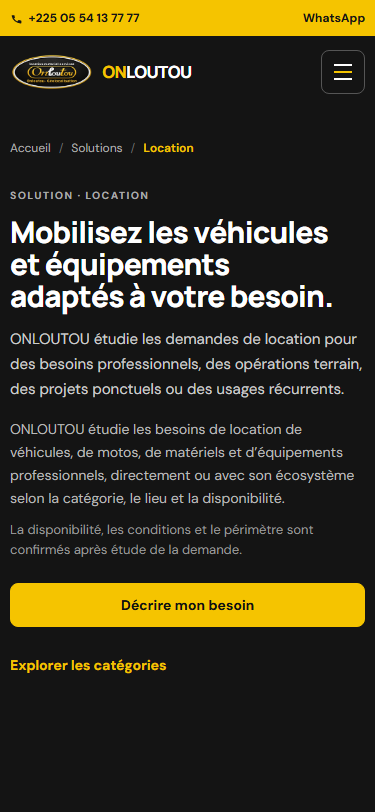 +225 05 54 13 77 77 WhatsApp
Onloutou
ONLOUTOU
Accueil / Solutions / Location
SOLUTION · LOCATION
Mobilisez les véhicules
et équipements
adaptés à votre besoin.
ONLOUTOU étudie les demandes de location pour
des besoins professionnels, des opérations terrain,
des projets ponctuels ou des usages récurrents.
ONLOUTOU étudie les besoins de location de
véhicules, de motos, de matériels et d’équipements
professionnels, directement ou avec son écosystème
selon la catégorie, le lieu et la disponibilité.
La disponibilité, les conditions et le périmètre sont
confirmés après étude de la demande.
Décrire mon besoin
Explorer les catégories